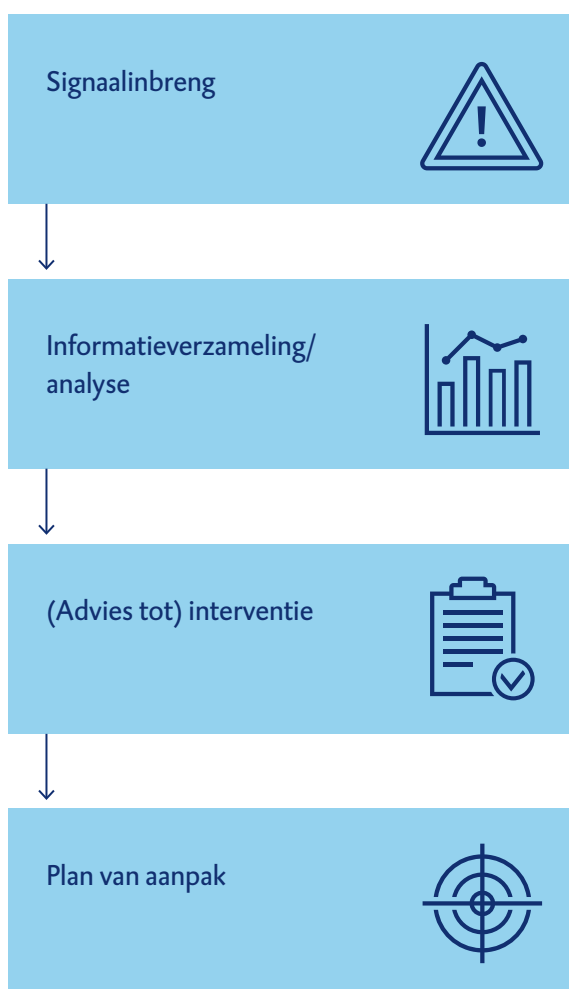 Signaalinbreng
Informatieverzameling/
analyse
(Advies tot) interventie
Plan van aanpak